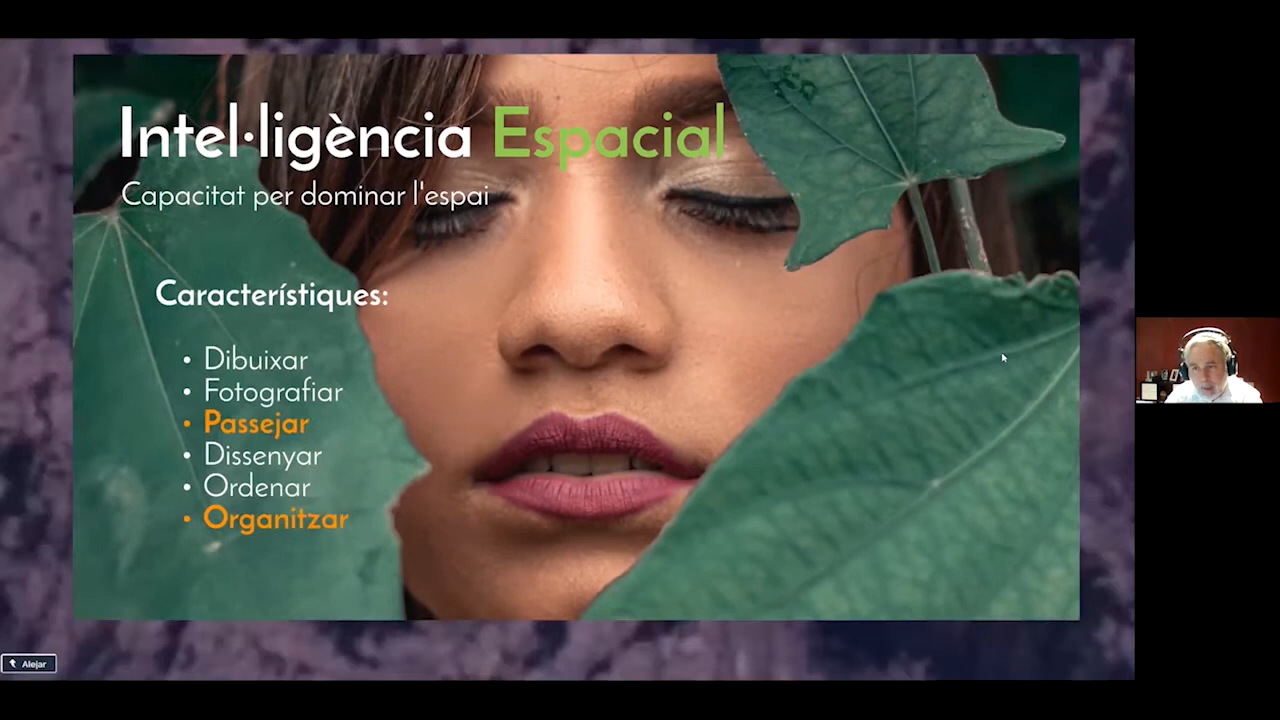 Intel·ligència Espacial
Capacitat per dominar l'espai
Característiques:
• Dibuixar
• Fotografiar
• Passejar
• Dissenyar
• Ordenar
• Organitzar
Alejar